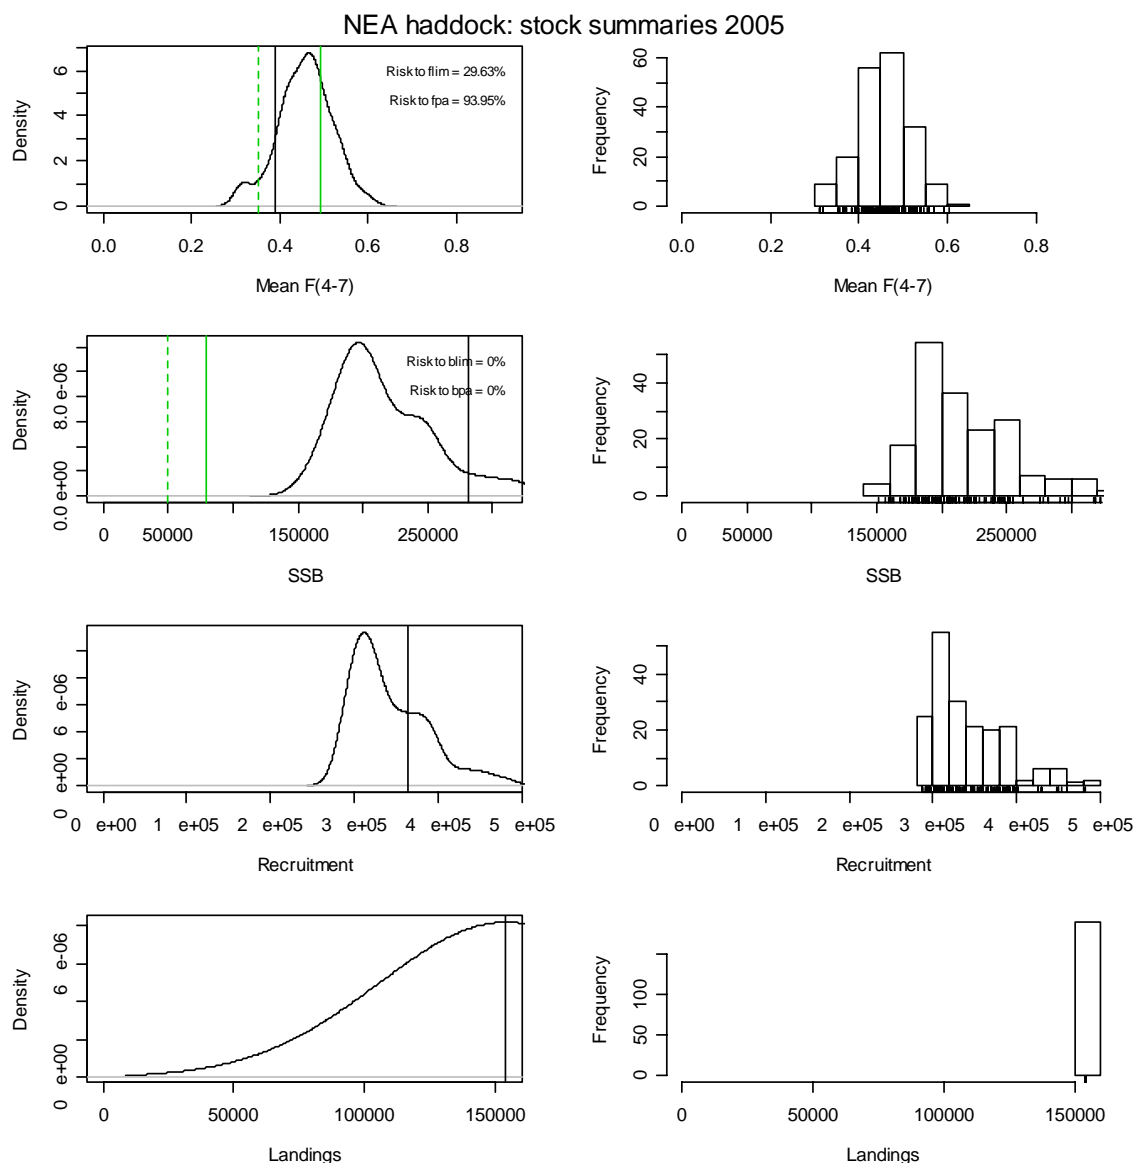 NEA haddock: stock summaries 2005
Density
0 2 4 6
Risk to flim = 29.63%
Risk to fpa = 93.95%
0.0 0.2 0.4 0.6 0.8
Mean F(4-7)
Frequency
0 20 40 60
0.0 0.2 0.4 0.6 0.8
Mean F(4-7)
Density
0.0 e+00 8.0 e-06
Risk to blim = 0%
Risk to bpa = 0%
0 50000 150000 250000
SSB
Frequency
0 20 40
0 50000 150000 250000
SSB
Density
0 e+00 6 e-06
0 e+00 1 e+05 2 e+05 3 e+05 4 e+05 5 e+05
Recruitment
Frequency
0 20 40
0 e+00 1 e+05 2 e+05 3 e+05 4 e+05 5 e+05
Recruitment
Density
0 e+00 6 e-06
0 50000 100000 150000
Landings
Frequency
0 50 100
0 50000 100000 150000
Landings